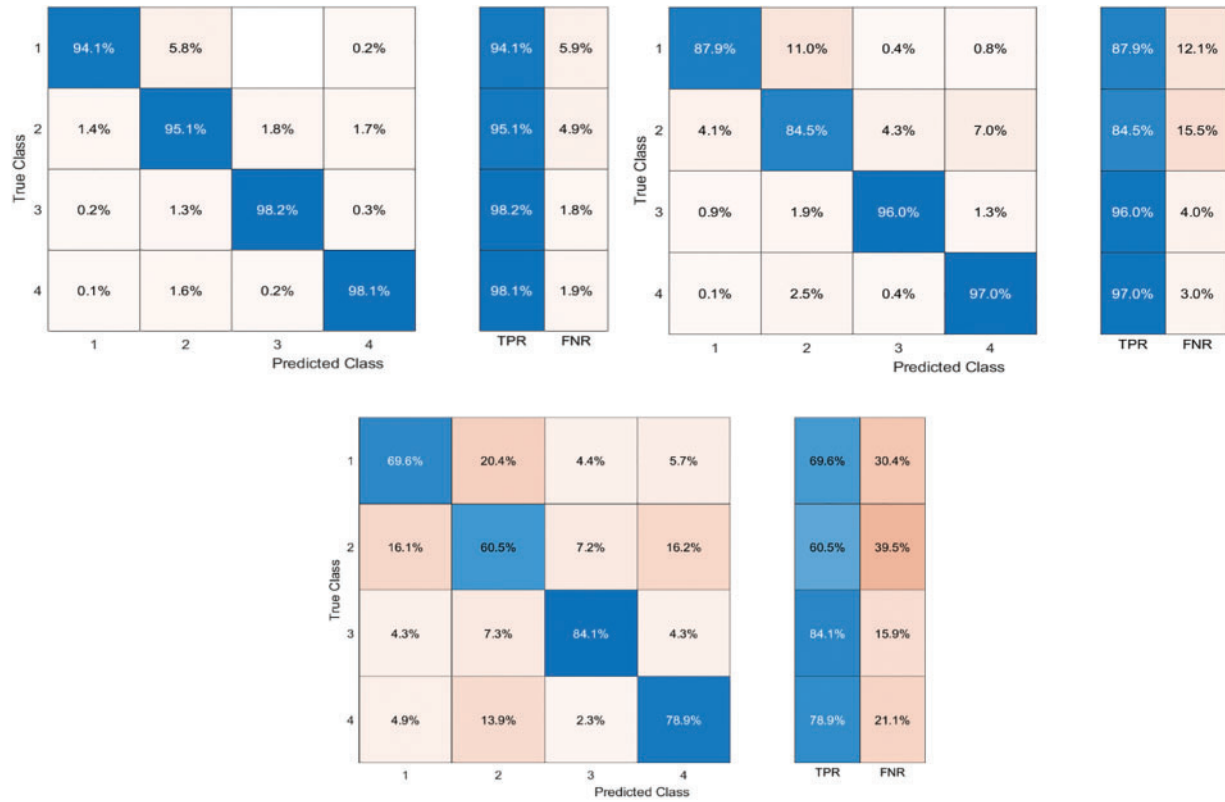 1 94.1% 5.8% 0.2% 94.1% 5.9%
2 1.4% 95.1% 1.8% 1.7% 95.1% 4.9%
3 0.2% 1.3% 98.2% 0.3% 98.2% 1.8%
4 0.1% 1.6% 0.2% 98.1% 98.1% 1.9%
1 2 3 4 TPR FNR
True Class
Predicted Class
1 87.9% 11.0% 0.4% 0.8% 87.9% 12.1%
2 4.1% 84.5% 4.3% 7.0% 84.5% 15.5%
3 0.9% 1.9% 96.0% 1.3% 96.0% 4.0%
4 0.1% 2.5% 0.4% 97.0% 97.0% 3.0%
1 2 3 4 TPR FNR
True Class
Predicted Class
1 69.6% 20.4% 4.4% 5.7% 69.6% 30.4%
2 16.1% 60.5% 7.2% 16.2% 60.5% 39.5%
3 4.3% 7.3% 84.1% 4.3% 84.1% 15.9%
4 4.9% 13.9% 2.3% 78.9% 78.9% 21.1%
1 2 3 4 TPR FNR
True Class
Predicted Class